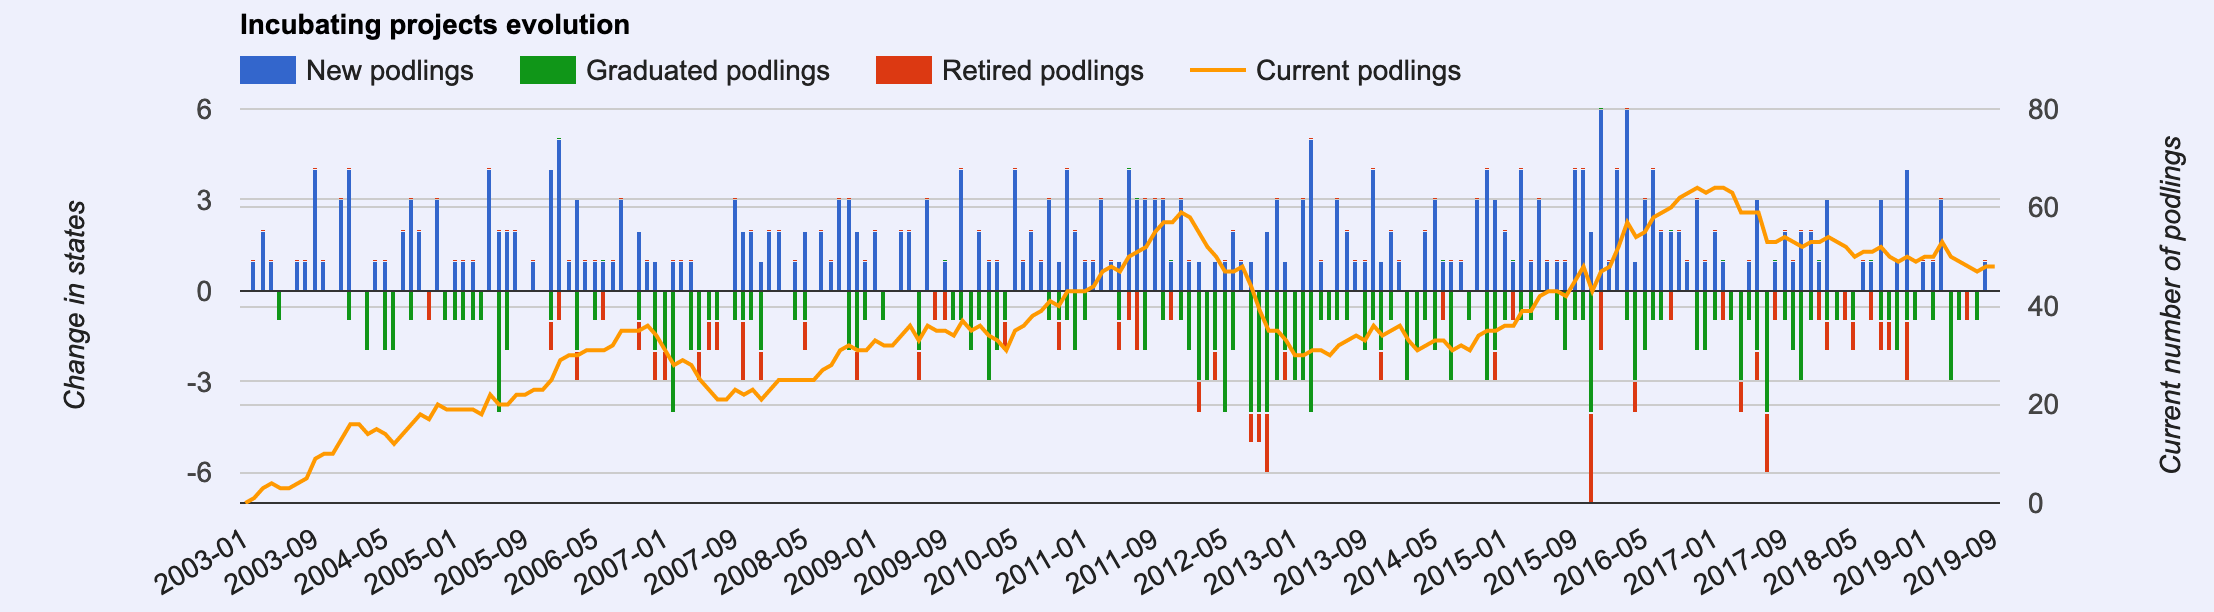 Incubating projects evolution
New podlings Graduated podlings Retired podlings Current podlings
6 80
3 60
0 40
-3 20
-6 0
Change in states
Current number of podlings
2003-01 2003-09 2004-05 2005-01 2005-09 2006-05 2007-01 2007-09 2008-05 2009-01 2009-09 2010-05 2011-01 2011-09 2012-05 2013-01 2013-09 2014-05 2015-01 2015-09 2016-05 2017-01 2017-09 2018-05 2019-01 2019-09